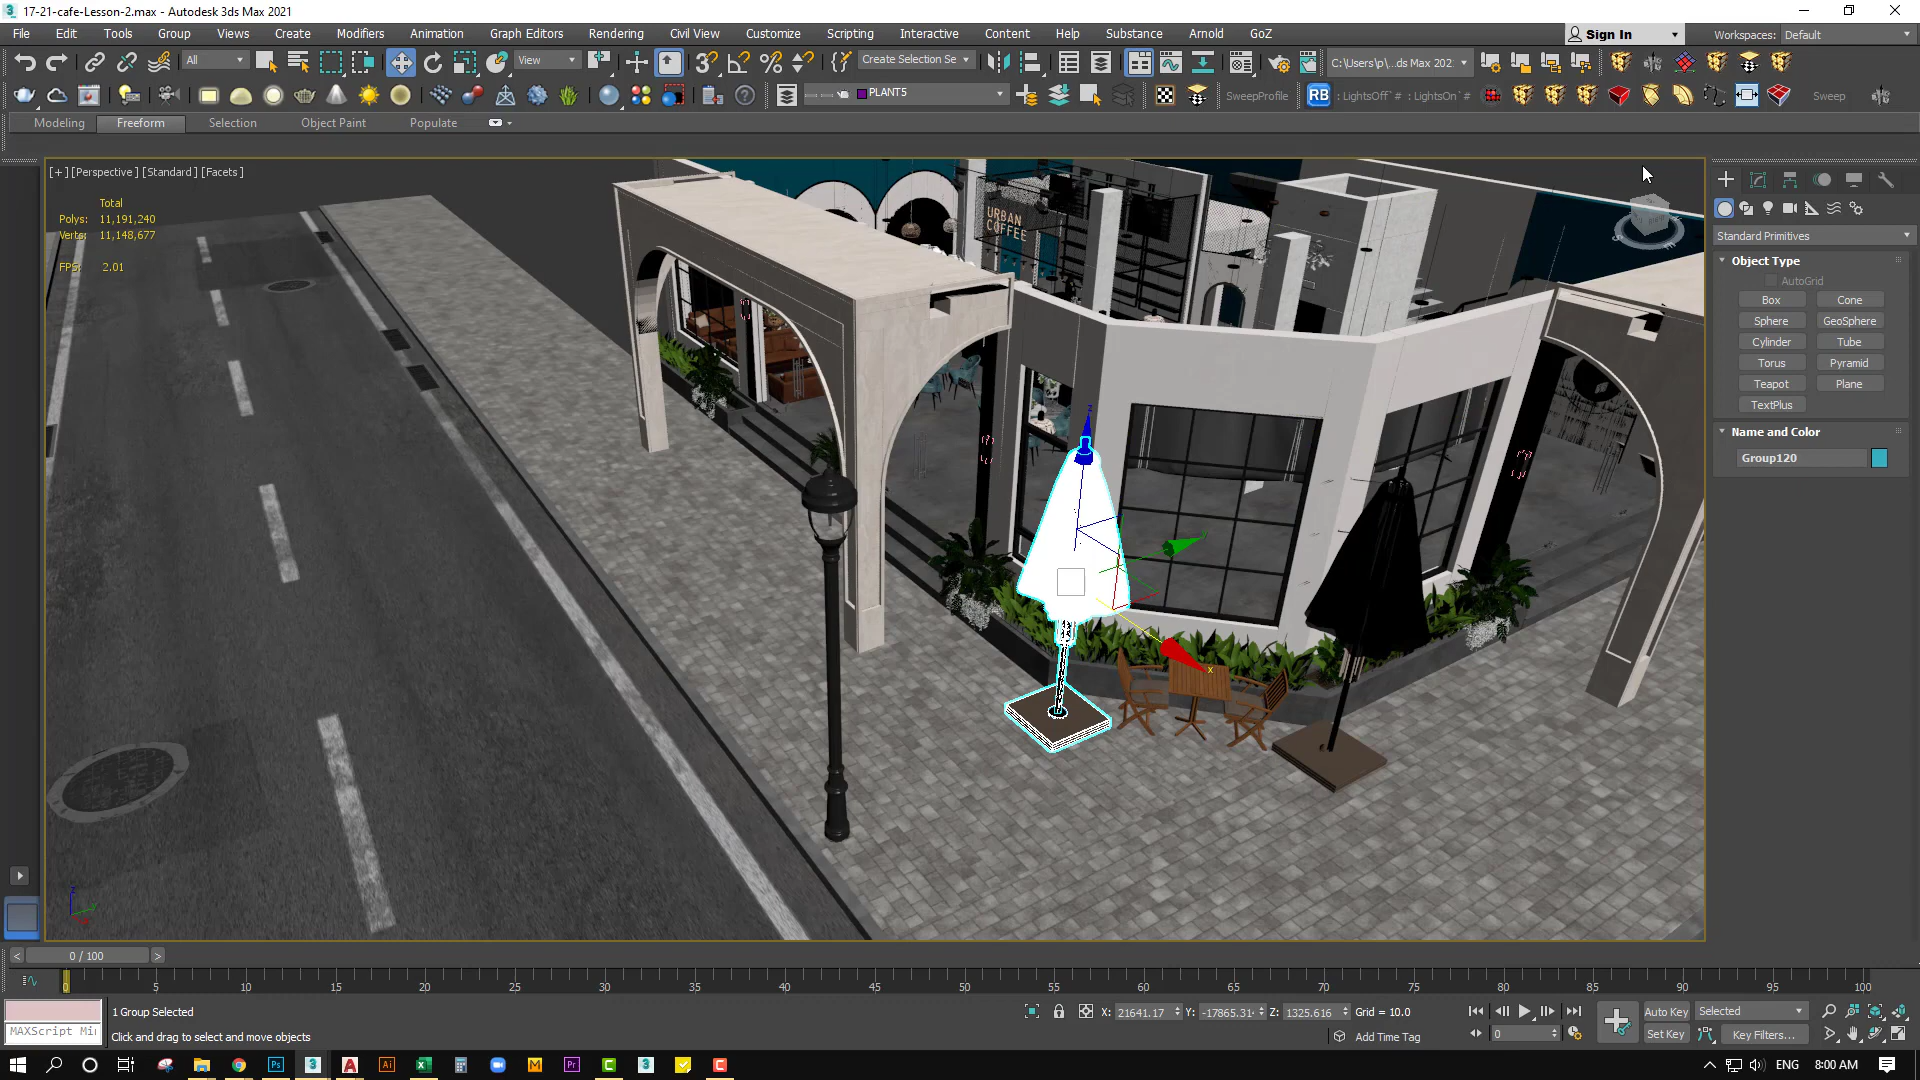 17-21-cafe-Lesson-2.max - Autodesk 3ds Max 2021
File Edit Tools Group Views Create Modifiers Animation Graph Editors Rendering Civil View Customize Scripting Interactive Content Help Substance Arnold GoZ
Sign In
Workspaces: Default
All
View
Create Selection Se
C:\Users\p\...ds Max 202
PLANT5
SweepProfile
RB
: LightsOff`#
: LightsOn`#
Sweep
Modeling Freeform Selection Object Paint Populate
[+] [Perspective] [Standard] [Facets]
Total
Polys: 11,191,240
Verts: 11,148,677
FPS: 2.01
URBAN
COFFEE
Standard Primitives
Object Type
AutoGrid
Box Cone
Sphere GeoSphere
Cylinder Tube
Torus Pyramid
Teapot Plane
TextPlus
Name and Color
Group120
x
0 / 100
0 5 10 15 20 25 30 35 40 45 50 55 60 65 70 75 80 85 90 95 100
1 Group Selected
X: 21641.17 Y: -17865.314 Z: 1325.616 Grid = 10.0
Auto Key Selected
MAXScript Mi
Click and drag to select and move objects
Add Time Tag
0
Set Key Key Filters...
ENG 8:00 AM